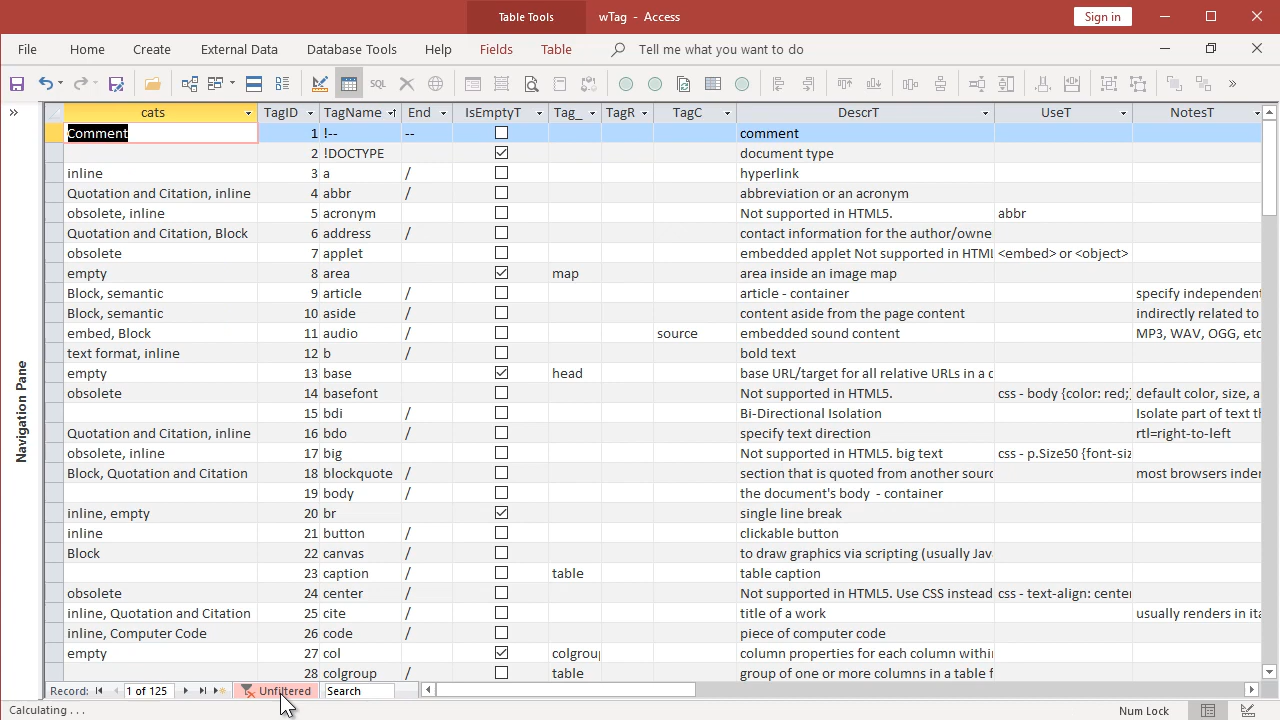 Table Tools wTag - Access Sign in
File Home Create External Data Database Tools Help Fields Table Tell me what you want to do
SQL
cats TagID TagName End IsEmptyT Tag_ TagR TagC DescrT UseT NotesT
Comment 1 !-- -- comment
2 !DOCTYPE document type
inline 3 a / hyperlink
Quotation and Citation, inline 4 abbr / abbreviation or an acronym
obsolete, inline 5 acronym Not supported in HTML5. abbr
Quotation and Citation, Block 6 address / contact information for the author/owne
obsolete 7 applet embedded applet Not supported in HTML <embed> or <object>
empty 8 area map area inside an image map
Block, semantic 9 article / article - container specify independent
Block, semantic 10 aside / content aside from the page content indirectly related to
embed, Block 11 audio / source embedded sound content MP3, WAV, OGG, etc
text format, inline 12 b / bold text
empty 13 base head base URL/target for all relative URLs in a d
obsolete 14 basefont Not supported in HTML5. css - body {color: red;} default color, size, a
15 bdi / Bi-Directional Isolation Isolate part of text th
Quotation and Citation, inline 16 bdo / specify text direction rtl=right-to-left
obsolete, inline 17 big Not supported in HTML5. big text css - p.Size50 {font-siz
Block, Quotation and Citation 18 blockquote / section that is quoted from another sourc most browsers inden
19 body / the document's body - container
inline, empty 20 br single line break
inline 21 button / clickable button
Block 22 canvas / to draw graphics via scripting (usually Jav
23 caption / table table caption
obsolete 24 center / Not supported in HTML5. Use CSS instead css - text-align: center
inline, Quotation and Citation 25 cite / title of a work usually renders in ita
inline, Computer Code 26 code / piece of computer code
empty 27 col colgroup column properties for each column within
28 colgroup / table group of one or more columns in a table f
Navigation Pane
Record: 1 of 125 Unfiltered Search
Calculating . . . Num Lock